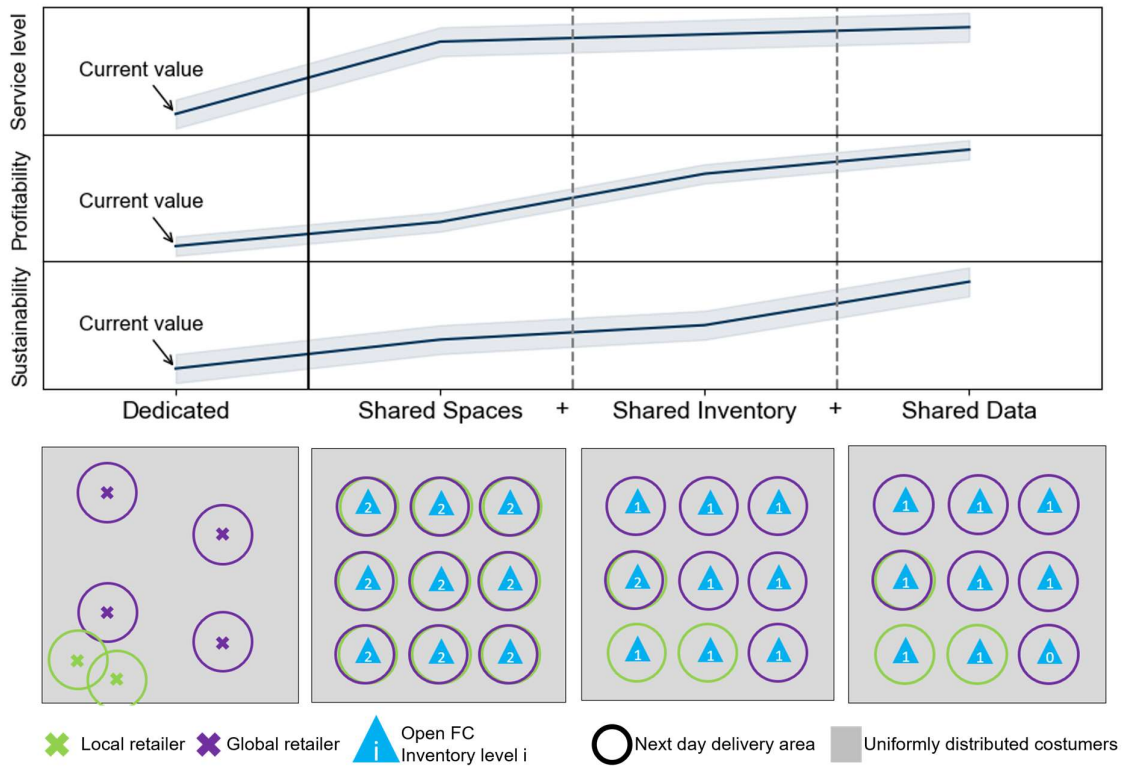 Service level
Current value
Profitability
Current value
Sustainability
Current value
Dedicated Shared Spaces + Shared Inventory + Shared Data
2 2 2 1 1 1 1 1 1
2 2 2 2 1 1 1 1 1
2 2 2 1 1 1 1 1 0
Local retailer Global retailer i Open FC Next day delivery area Uniformly distributed costumers
Inventory level i